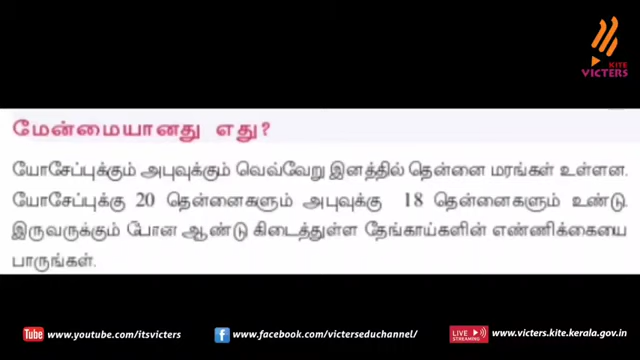 KITE
VICTERS
மேன்மையானது எது?
யோசேப்புக்கும் அபுவுக்கும் வெவ்வேறு இனத்தில் தென்னை மரங்கள் உள்ளன.
யோசேப்புக்கு 20 தென்னைகளும் அபுவுக்கு 18 தென்னைகளும் உண்டு.
இருவருக்கும் போன ஆண்டு கிடைத்துள்ள தேங்காய்களின் எண்ணிக்கையை
பாருங்கள்.
You Tube www.youtube.com/itsvicters f www.facebook.com/victerseduchannel/ LIVE STREAMING www.victers.kite.kerala.gov.in